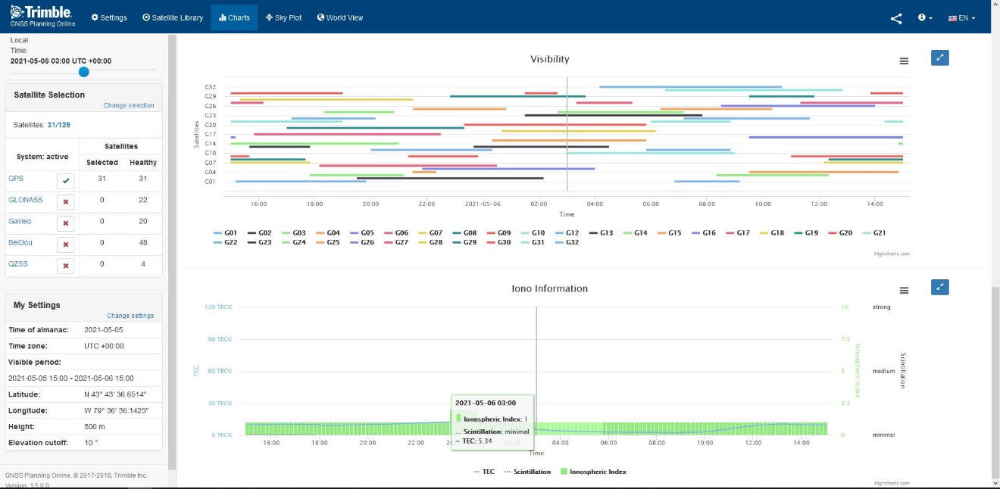 Trimble.
GNSS Planning Online
Settings
Satellite Library
Charts
Sky Plot
World View
EN
Local
Time:
2021-05-06 03:00 UTC +00:00
Satellite Selection
Change selection
Satellites: 31/129
System: active
Satellites
Selected Healthy
GPS 31 31
GLONASS 0 22
Galileo 0 20
BeiDou 0 48
QZSS 0 4
My Settings
Change settings
Time of almanac: 2021-05-05
Time zone: UTC +00:00
Visible period:
2021-05-05 15:00 - 2021-05-06 15:00
Latitude: N 43° 43' 36.6514"
Longitude: W 79° 36' 36.1425"
Height: 500 m
Elevation cutoff: 10 °
GNSS Planning Online, © 2017-2018, Trimble Inc.
Version: 1.5.0.0
Visibility
Satellites
G32
G29
G26
G23
G20
G17
G14
G10
G07
G04
G01
16:00 18:00 20:00 22:00 2021-05-06 02:00 04:00 06:00 08:00 10:00 12:00 14:00
Time
G01 G02 G03 G04 G05 G06 G07 G08 G09 G10 G12 G13 G14 G15 G16 G17 G18 G19 G20 G21
G22 G23 G24 G25 G26 G27 G28 G29 G30 G31 G32
Highcharts.com
Iono Information
120 TECU 10 strong
90 TECU 7.5
TEC 60 TECU 5 medium
Ionospheric Index
Scintillation
30 TECU 2.5
0 TECU 0 minimal
2021-05-06 03:00
Ionospheric Index: 1
... Scintillation: minimal
TEC: 5.34
16:00 18:00 20:00 22:00 02:00 04:00 06:00 08:00 10:00 12:00 14:00
Time
TEC Scintillation Ionospheric Index
Highcharts.com